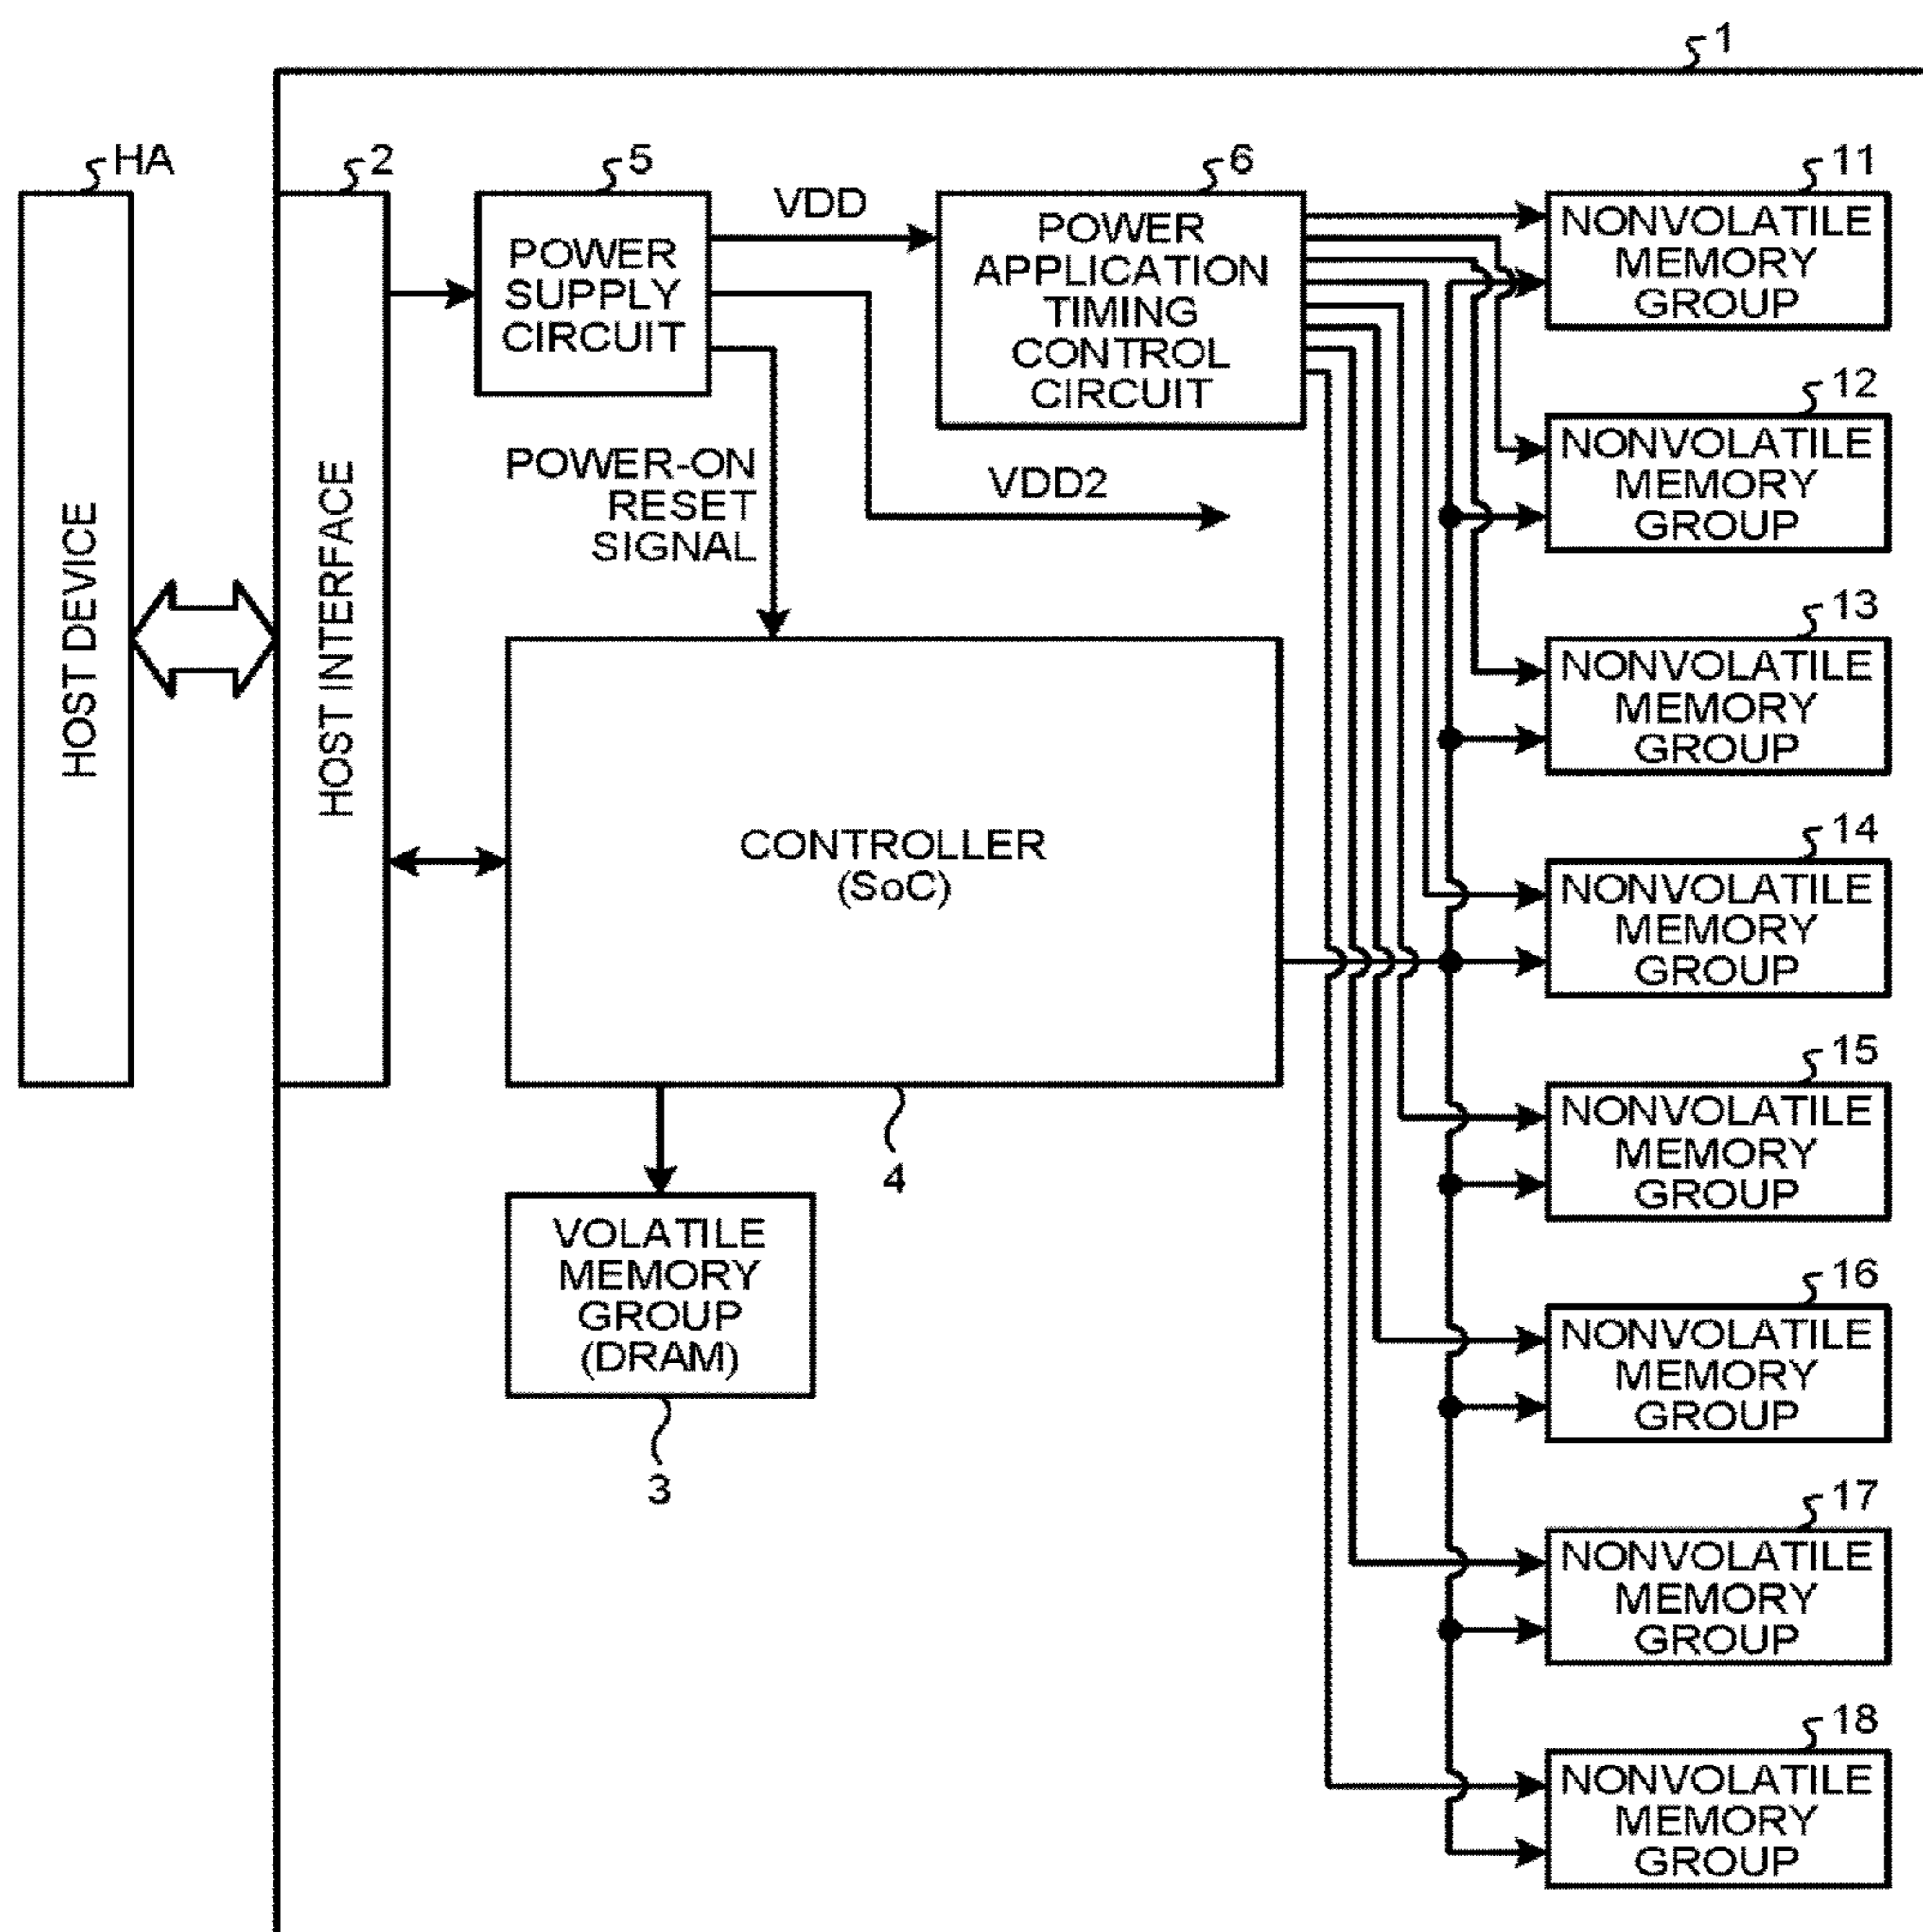 1
HA
2
5
6
11
HOST DEVICE
HOST INTERFACE
POWER
SUPPLY
CIRCUIT
VDD
POWER
APPLICATION
TIMING
CONTROL
CIRCUIT
NONVOLATILE
MEMORY
GROUP
12
NONVOLATILE
MEMORY
GROUP
POWER-ON
RESET
SIGNAL
VDD2
13
NONVOLATILE
MEMORY
GROUP
CONTROLLER
(SoC)
14
NONVOLATILE
MEMORY
GROUP
15
NONVOLATILE
MEMORY
GROUP
4
VOLATILE
MEMORY
GROUP
(DRAM)
3
16
NONVOLATILE
MEMORY
GROUP
17
NONVOLATILE
MEMORY
GROUP
18
NONVOLATILE
MEMORY
GROUP